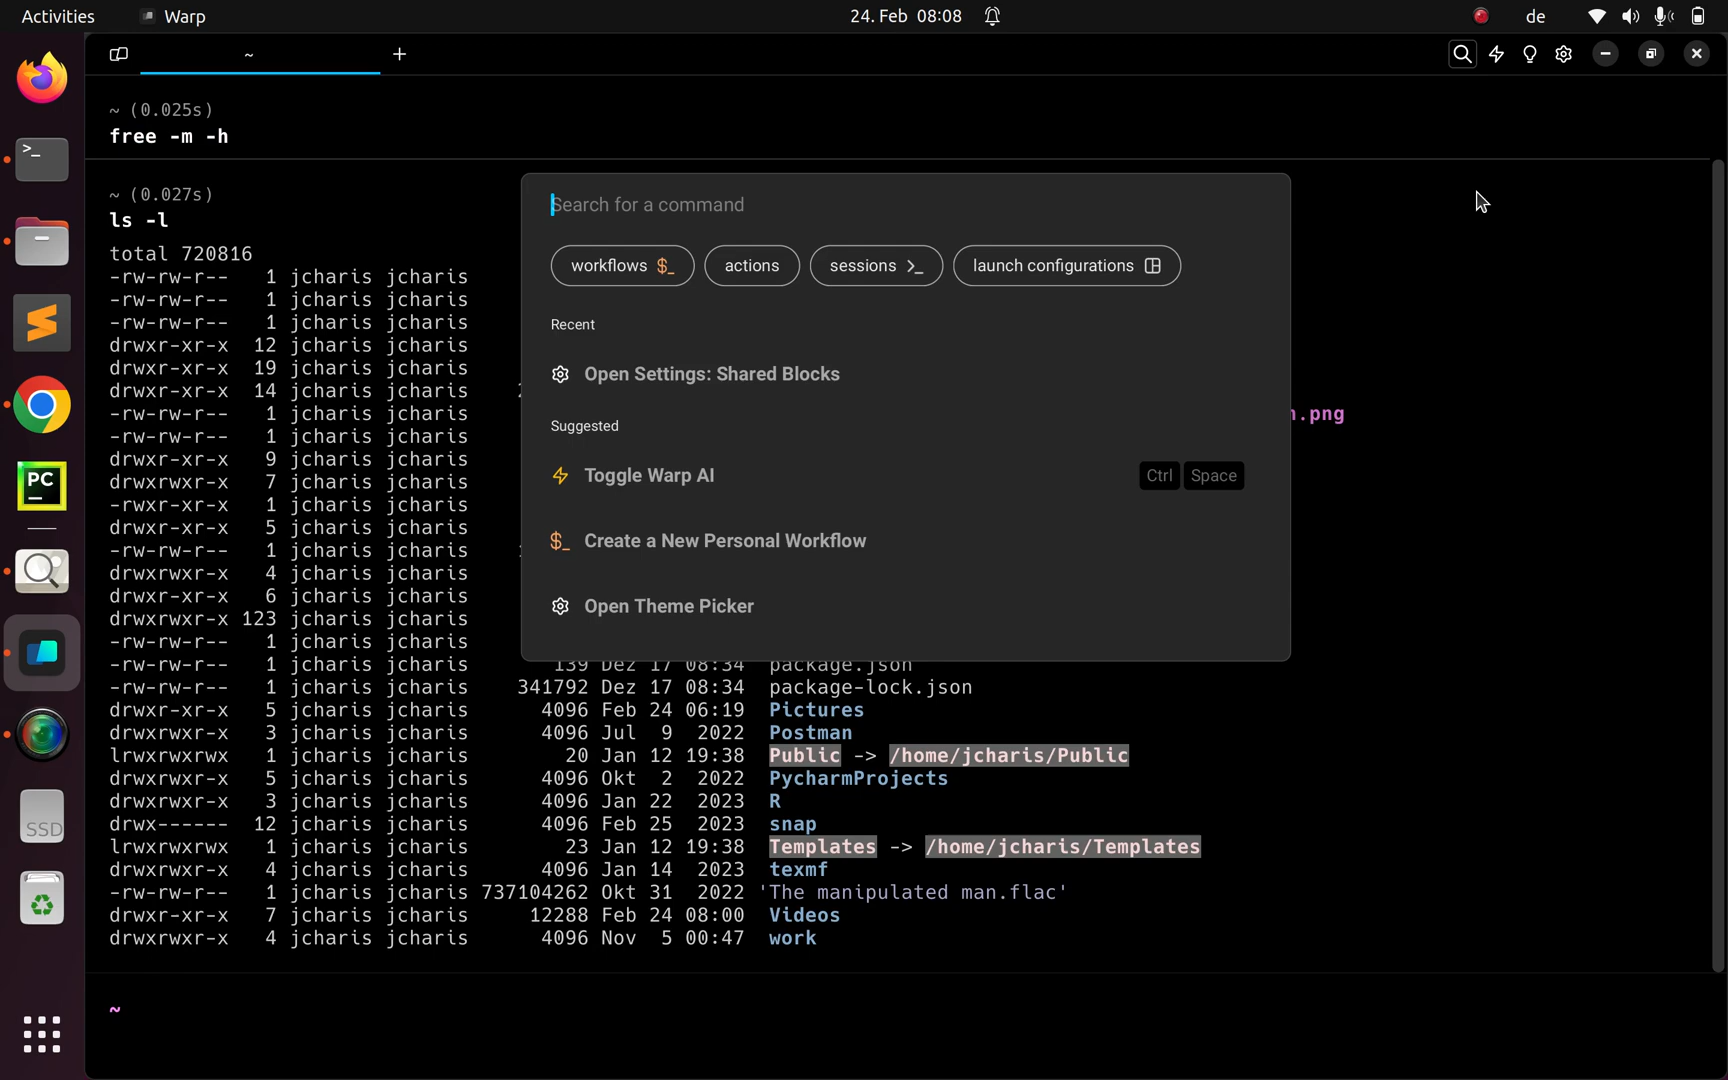 Activities Warp 24. Feb 08:08 de
~ +
~ (0.025s)
free -m -h
~ (0.027s)
ls -l
total 720816
Search for a command
workflows $_ actions sessions >_ launch configurations
Recent
Open Settings: Shared Blocks
Suggested
Toggle Warp AI Ctrl Space
$_ Create a New Personal Workflow
Open Theme Picker
-rw-rw-r-- 1 jcharis jcharis
-rw-rw-r-- 1 jcharis jcharis
-rw-rw-r-- 1 jcharis jcharis
drwxr-xr-x 12 jcharis jcharis
drwxr-xr-x 19 jcharis jcharis
drwxr-xr-x 14 jcharis jcharis
-rw-rw-r-- 1 jcharis jcharis .png
-rw-rw-r-- 1 jcharis jcharis
drwxr-xr-x 9 jcharis jcharis
drwxrwxr-x 7 jcharis jcharis
-rwxr-xr-x 1 jcharis jcharis
drwxr-xr-x 5 jcharis jcharis
-rw-rw-r-- 1 jcharis jcharis
drwxrwxr-x 4 jcharis jcharis
drwxr-xr-x 6 jcharis jcharis
drwxrwxr-x 123 jcharis jcharis
-rw-rw-r-- 1 jcharis jcharis
-rw-rw-r-- 1 jcharis jcharis 139 Dez 17 08:34 package.json
-rw-rw-r-- 1 jcharis jcharis 341792 Dez 17 08:34 package-lock.json
drwxr-xr-x 5 jcharis jcharis 4096 Feb 24 06:19 Pictures
drwxrwxr-x 3 jcharis jcharis 4096 Jul 9 2022 Postman
lrwxrwxrwx 1 jcharis jcharis 20 Jan 12 19:38 Public -> /home/jcharis/Public
drwxrwxr-x 5 jcharis jcharis 4096 Okt 2 2022 PycharmProjects
drwxrwxr-x 3 jcharis jcharis 4096 Jan 22 2023 R
drwx------ 12 jcharis jcharis 4096 Feb 25 2023 snap
lrwxrwxrwx 1 jcharis jcharis 23 Jan 12 19:38 Templates -> /home/jcharis/Templates
drwxrwxr-x 4 jcharis jcharis 4096 Jan 14 2023 texmf
-rw-rw-r-- 1 jcharis jcharis 737104262 Okt 31 2022 'The manipulated man.flac'
drwxr-xr-x 7 jcharis jcharis 12288 Feb 24 08:00 Videos
drwxrwxr-x 4 jcharis jcharis 4096 Nov 5 00:47 work
~
>_
PC
SSD